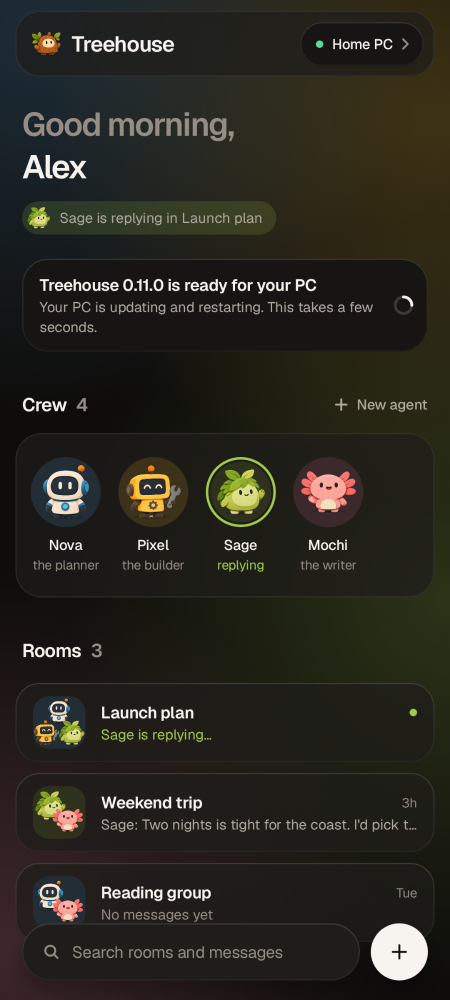 Treehouse
Home PC
Good morning,
Alex
Sage is replying in Launch plan
Treehouse 0.11.0 is ready for your PC
Your PC is updating and restarting. This takes a few
seconds.
Crew 4
New agent
Nova
the planner
Pixel
the builder
Sage
replying
Mochi
the writer
Rooms 3
Launch plan
Sage is replying...
Weekend trip
3h
Sage: Two nights is tight for the coast. I'd pick t...
Reading group
Tue
No messages yet
Search rooms and messages